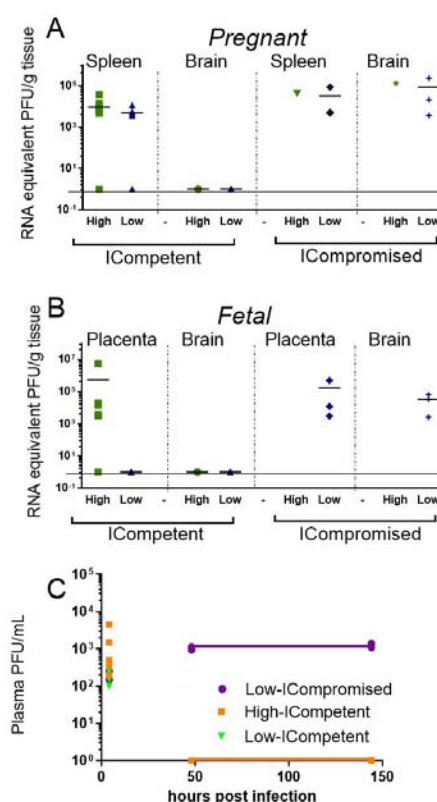 A
Pregnant
Spleen Brain Spleen Brain
RNA equivalent PFU/g tissue
10^5
10^3
10^1
10^-1
High Low - High Low - High Low - High Low
ICompetent ICompromised
B
Fetal
Placenta Brain Placenta Brain
RNA equivalent PFU/g tissue
10^7
10^5
10^3
10^1
10^-1
High Low - High Low - High Low - High Low
ICompetent ICompromised
C
Plasma PFU/mL
10^5
10^4
10^3
10^2
10^1
10^0
Low-ICompromised
High-ICompetent
Low-ICompetent
0 50 100 150
hours post infection